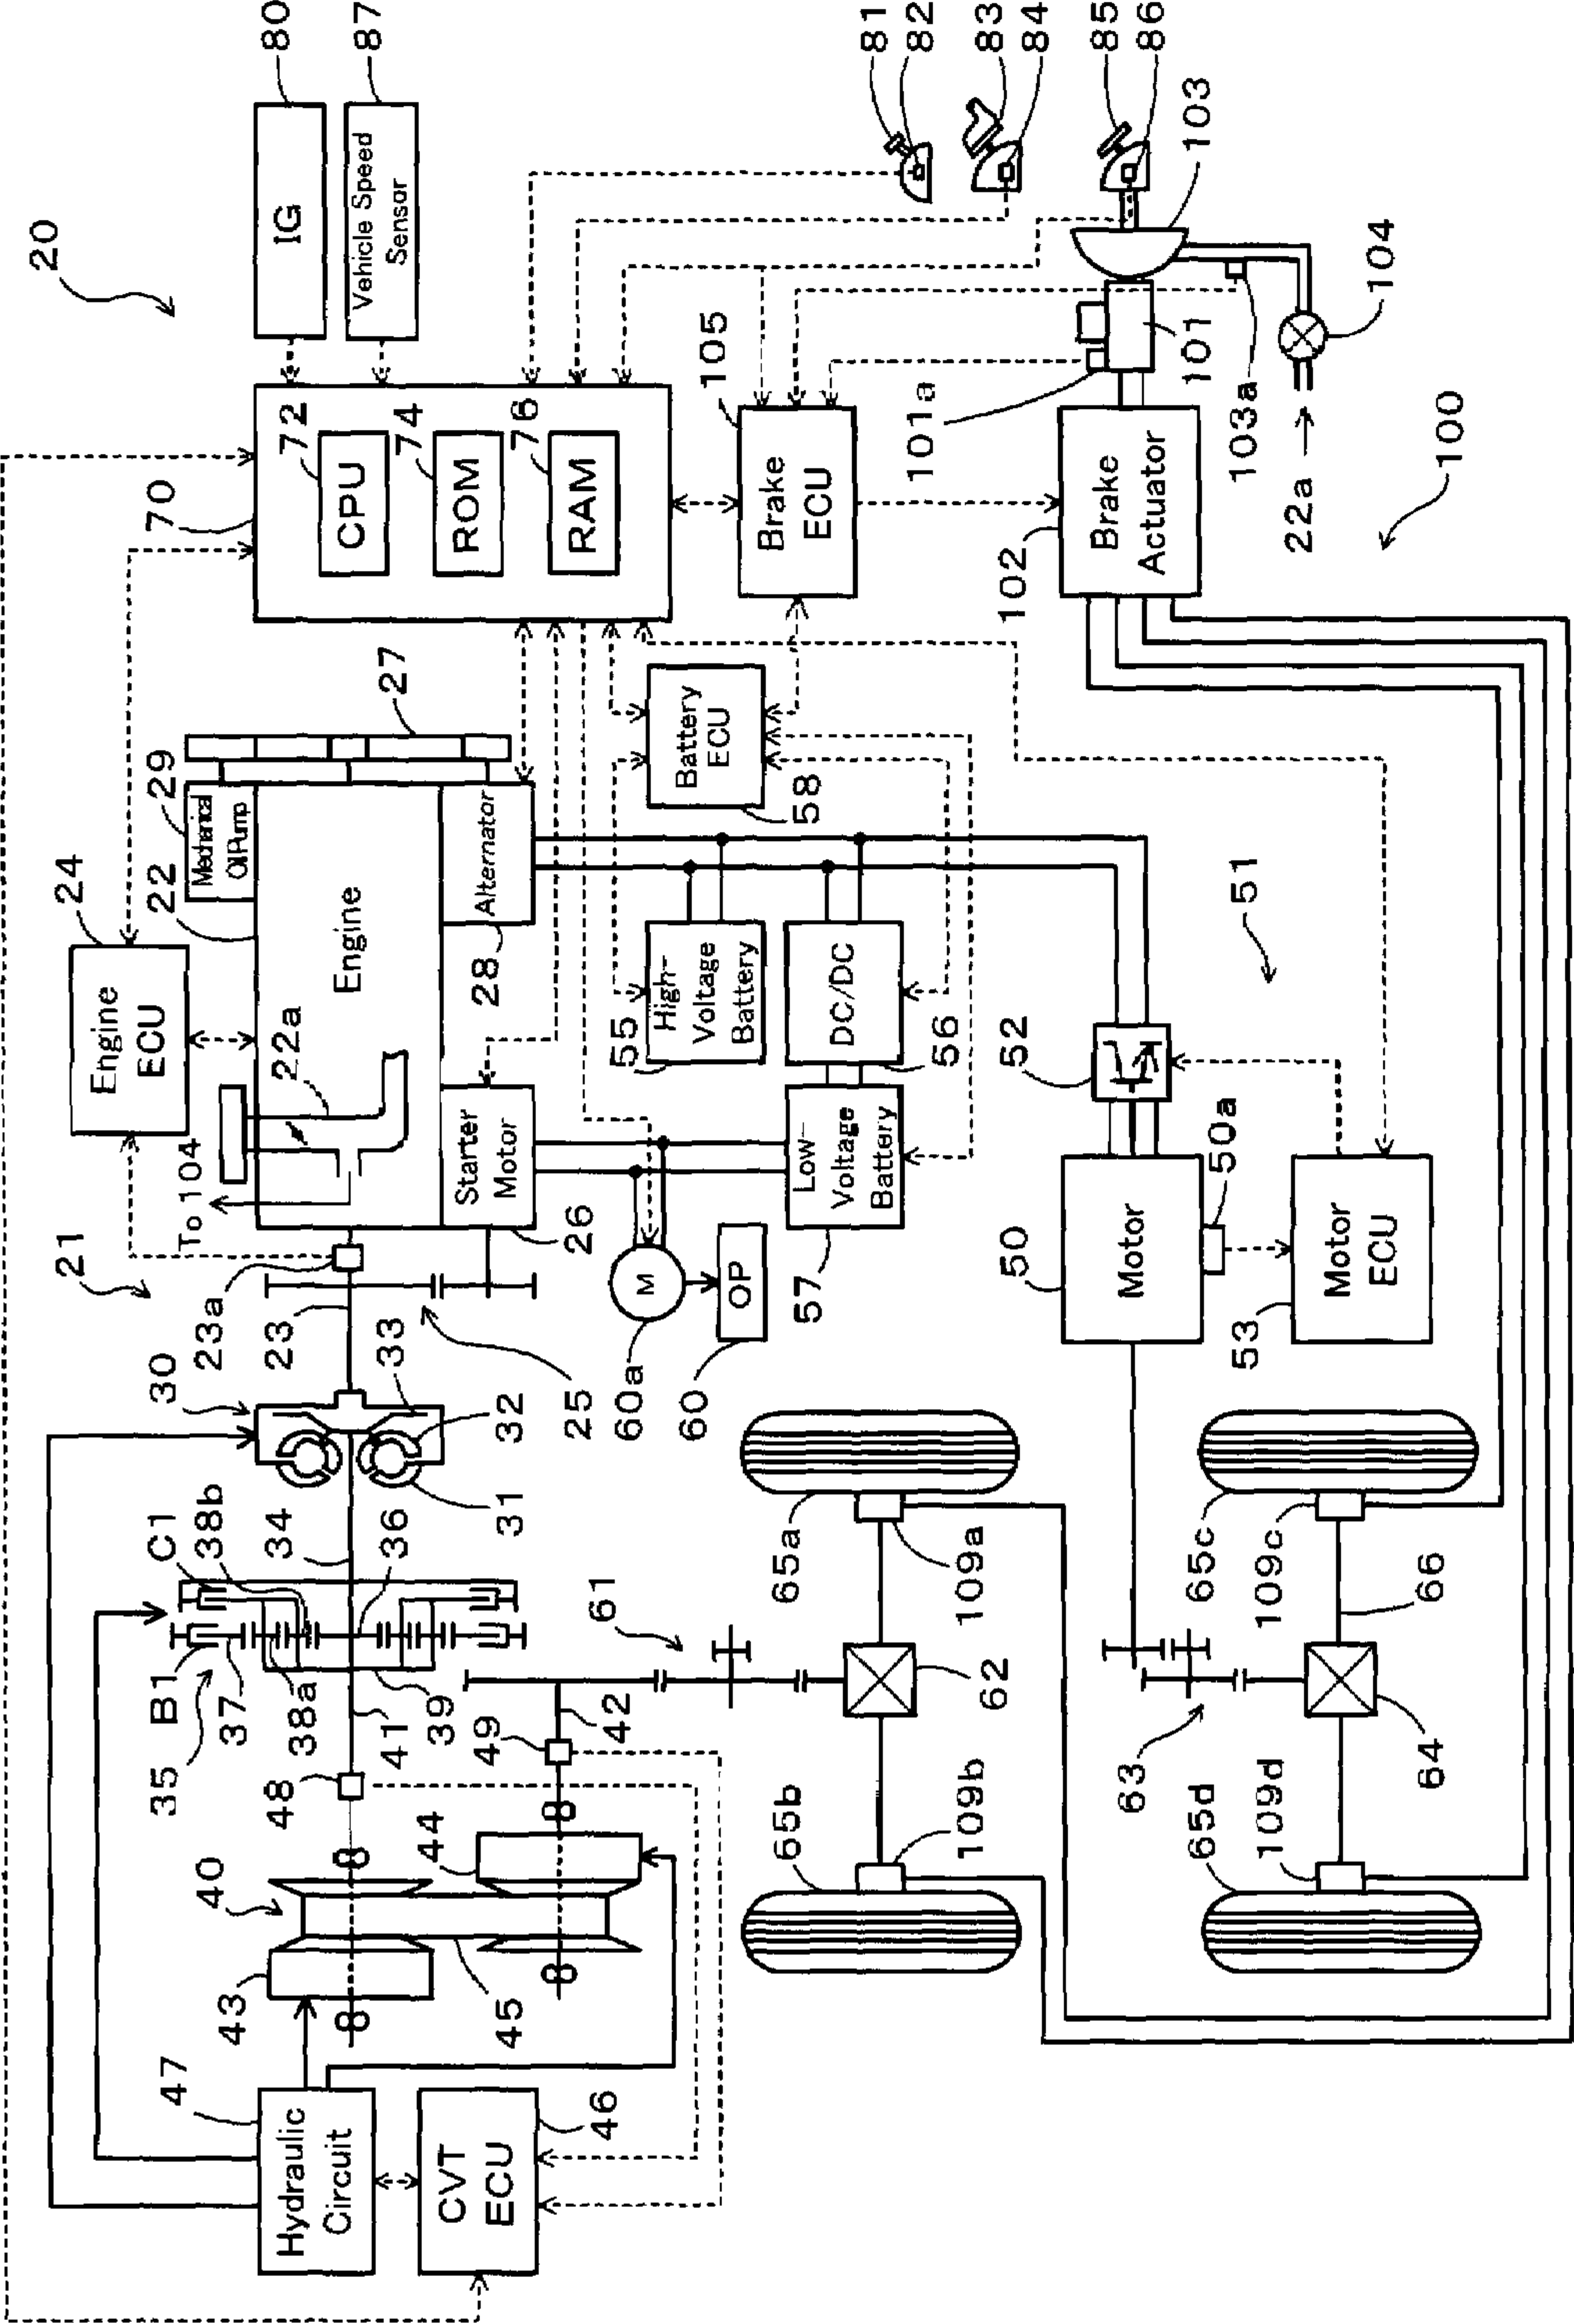 20
80
IG
87
Vehicle Speed
Sensor
70
72
CPU
74
ROM
76
RAM
81
82
83
84
85
86
103
104
103a
22a
101
101a
100
105
Brake
ECU
102
Brake
Actuator
21
24
Engine
ECU
22
29
Mechanical
Oil Pump
27
Engine
22a
To 104
Alternator
28
Starter
Motor
26
Battery
ECU
58
High-
Voltage
Battery
55
DC/DC
56
Low-
Voltage
Battery
57
M
60a
OP
60
51
52
50
Motor
50a
53
Motor
ECU
23a
23
25
30
33
32
31
34
C1
38b
36
B1
37
38a
39
35
41
48
49
42
61
62
40
44
43
45
47
Hydraulic
Circuit
46
CVT
ECU
65a
109a
65b
109b
65c
109c
66
63
64
65d
109d